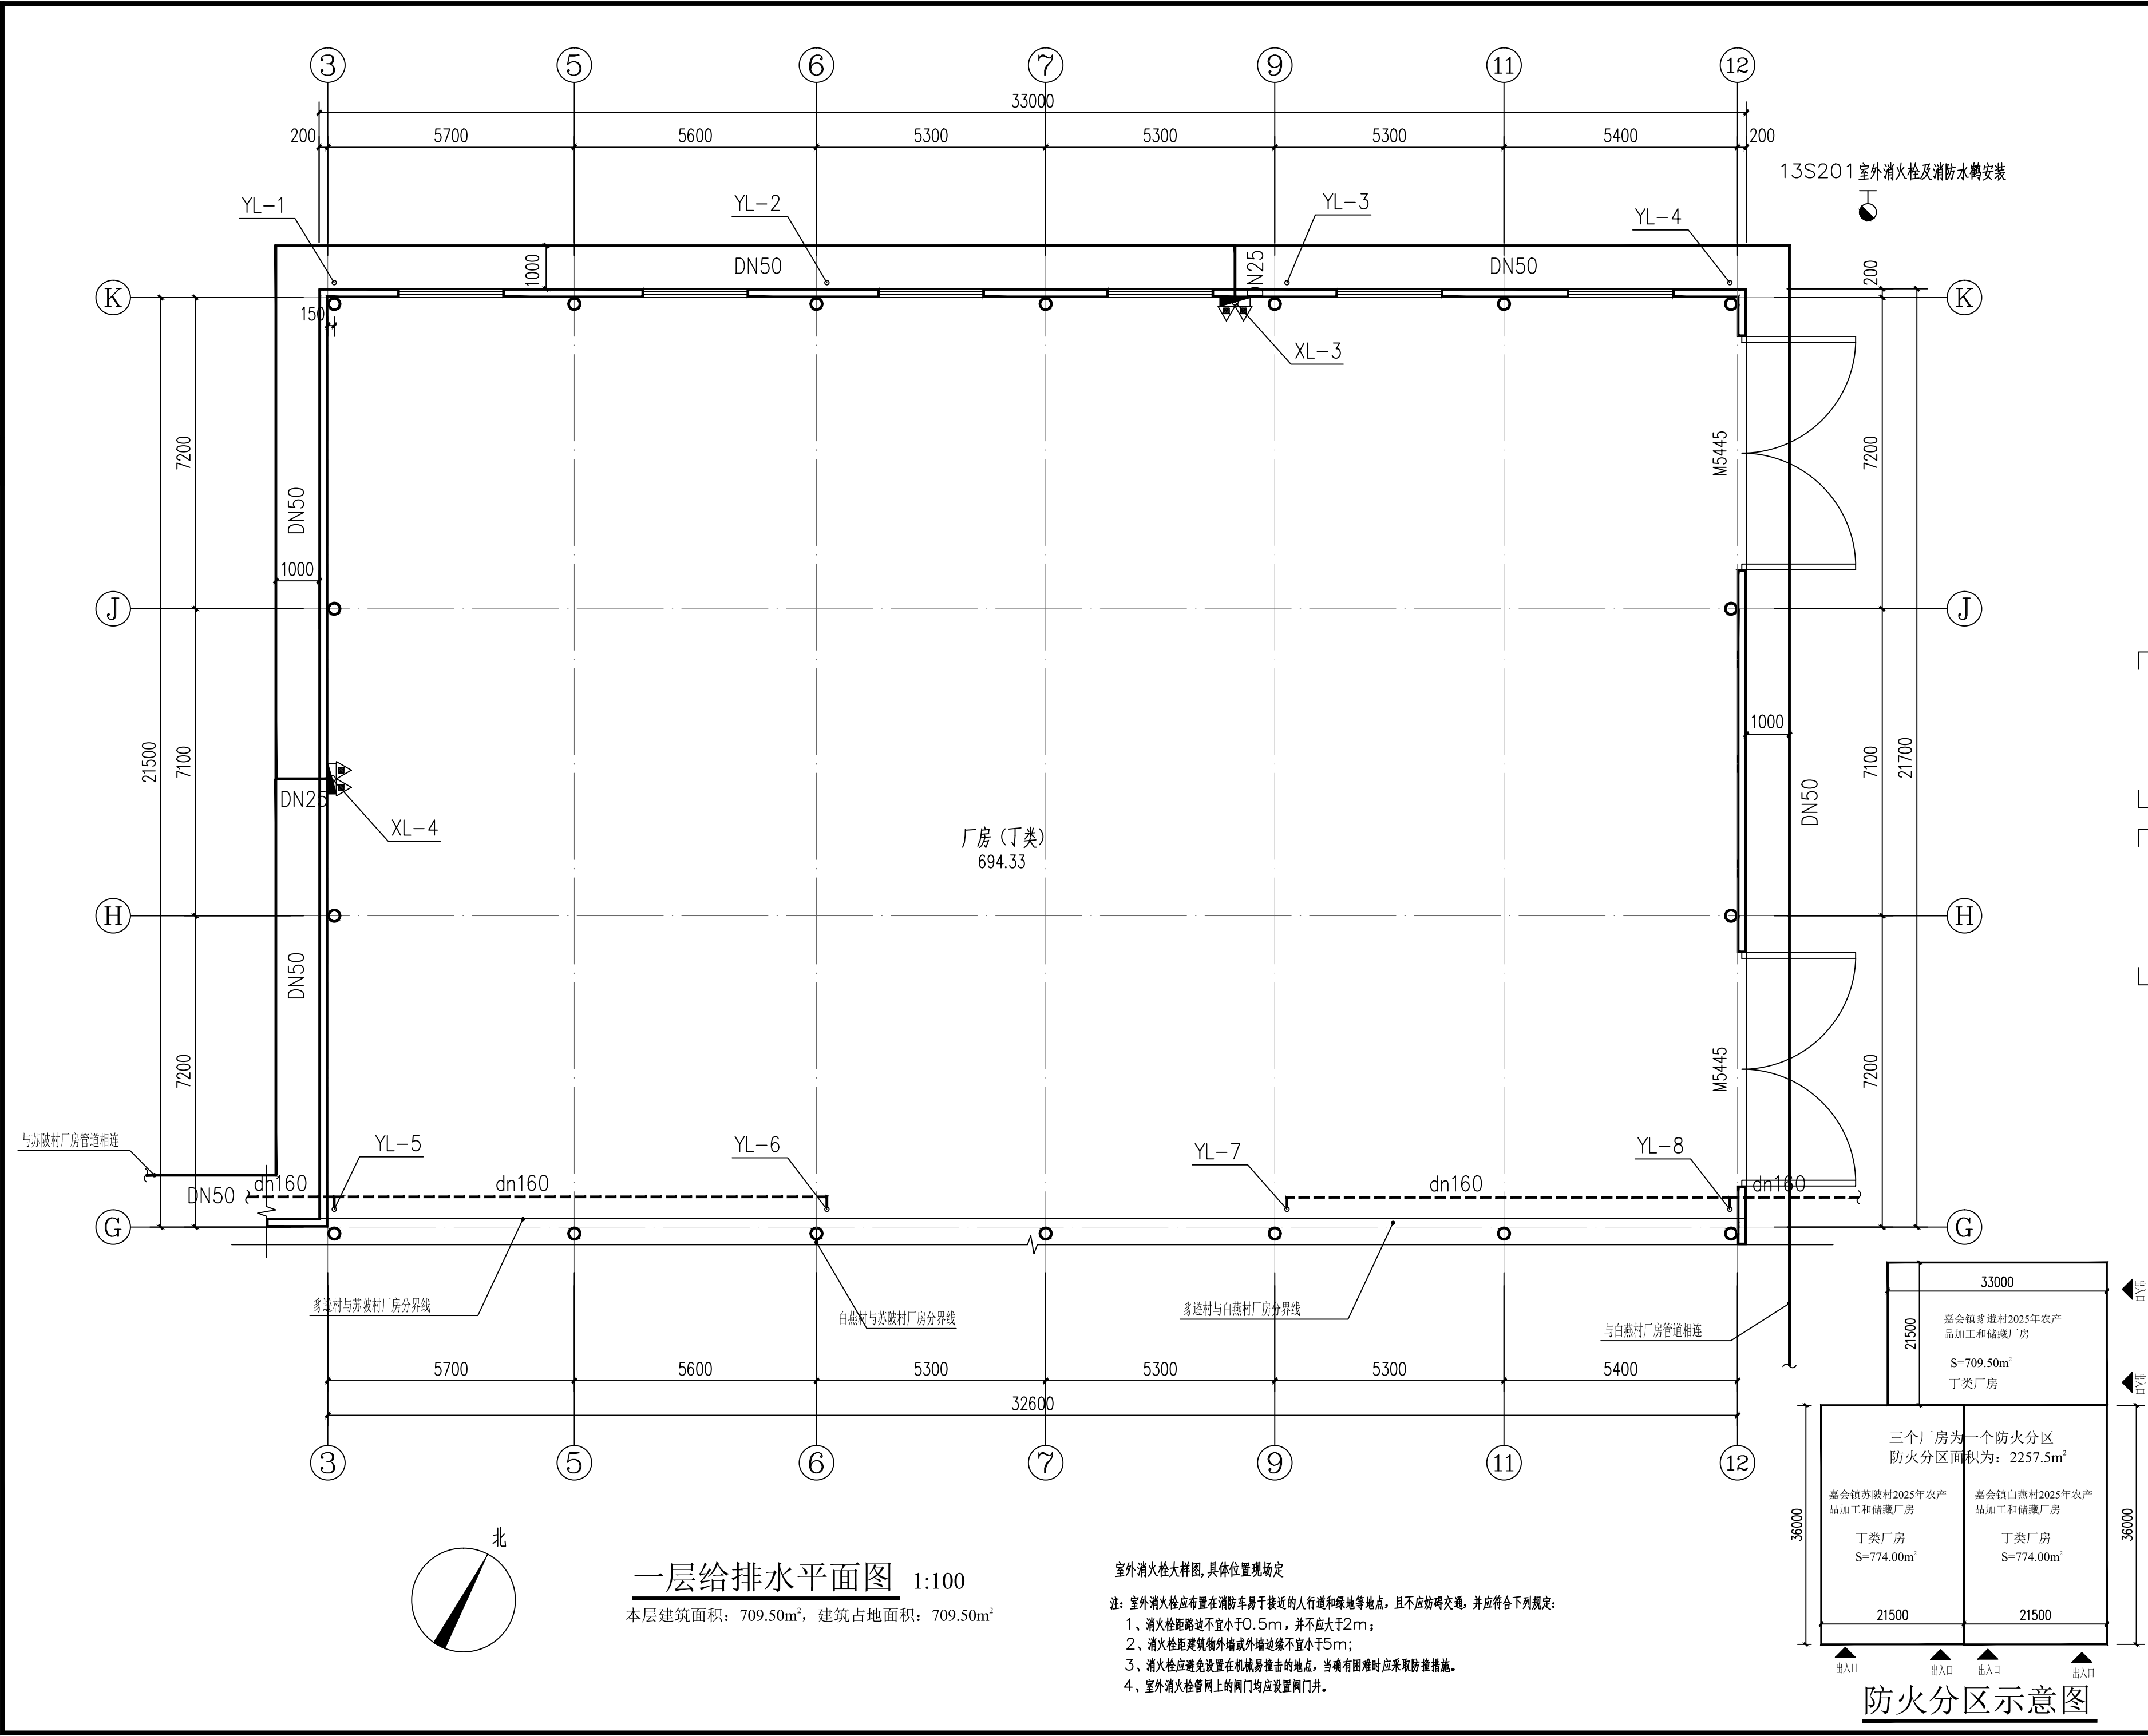 3
5
6
7
9
11
12
33000
200
5700
5600
5300
5300
5300
5400
200
13S201室外消火栓及消防水鹤安装
YL-1
YL-2
YL-3
YL-4
1000
DN50
DN25
DN50
200
K
K
150
XL-3
7200
DN50
M5445
7200
1000
J
J
21500
7100
1000
7100
21700
DN25
DN50
XL-4
厂房（丁类）
694.33
H
H
DN50
7200
M5445
7200
与苏陂村厂房管道相连
YL-5
YL-6
YL-7
YL-8
DN50
dn160
dn160
dn160
dn160
G
G
村与苏陂村厂房分界线
白燕村与苏陂村厂房分界线
村与白燕村厂房分界线
与白燕村厂房管道相连
5700
5600
5300
5300
5300
5400
32600
3
5
6
7
9
11
12
北
一层给排水平面图 1:100
本层建筑面积：709.50m²，建筑占地面积：709.50m²
室外消火栓大样图,具体位置现场定
注：室外消火栓应布置在消防车易于接近的人行道和绿地等地点，且不应妨碍交通，并应符合下列规定：
1、消火栓距路边不宜小于0.5m，并不应大于2m；
2、消火栓距建筑物外墙或外墙边缘不宜小于5m；
3、消火栓应避免设置在机械易撞击的地点，当确有困难时应采取防撞措施。
4、室外消火栓管网上的阀门均应设置阀门井。
33000
出入口
21500
嘉会镇村2025年农产
品加工和储藏厂房
S=709.50m²
丁类厂房
出入口
三个厂房为一个防火分区
防火分区面积为：2257.5m²
36000
嘉会镇苏陂村2025年农产
品加工和储藏厂房
丁类厂房
S=774.00m²
嘉会镇白燕村2025年农产
品加工和储藏厂房
丁类厂房
S=774.00m²
36000
21500
21500
出入口
出入口
出入口
出入口
防火分区示意图